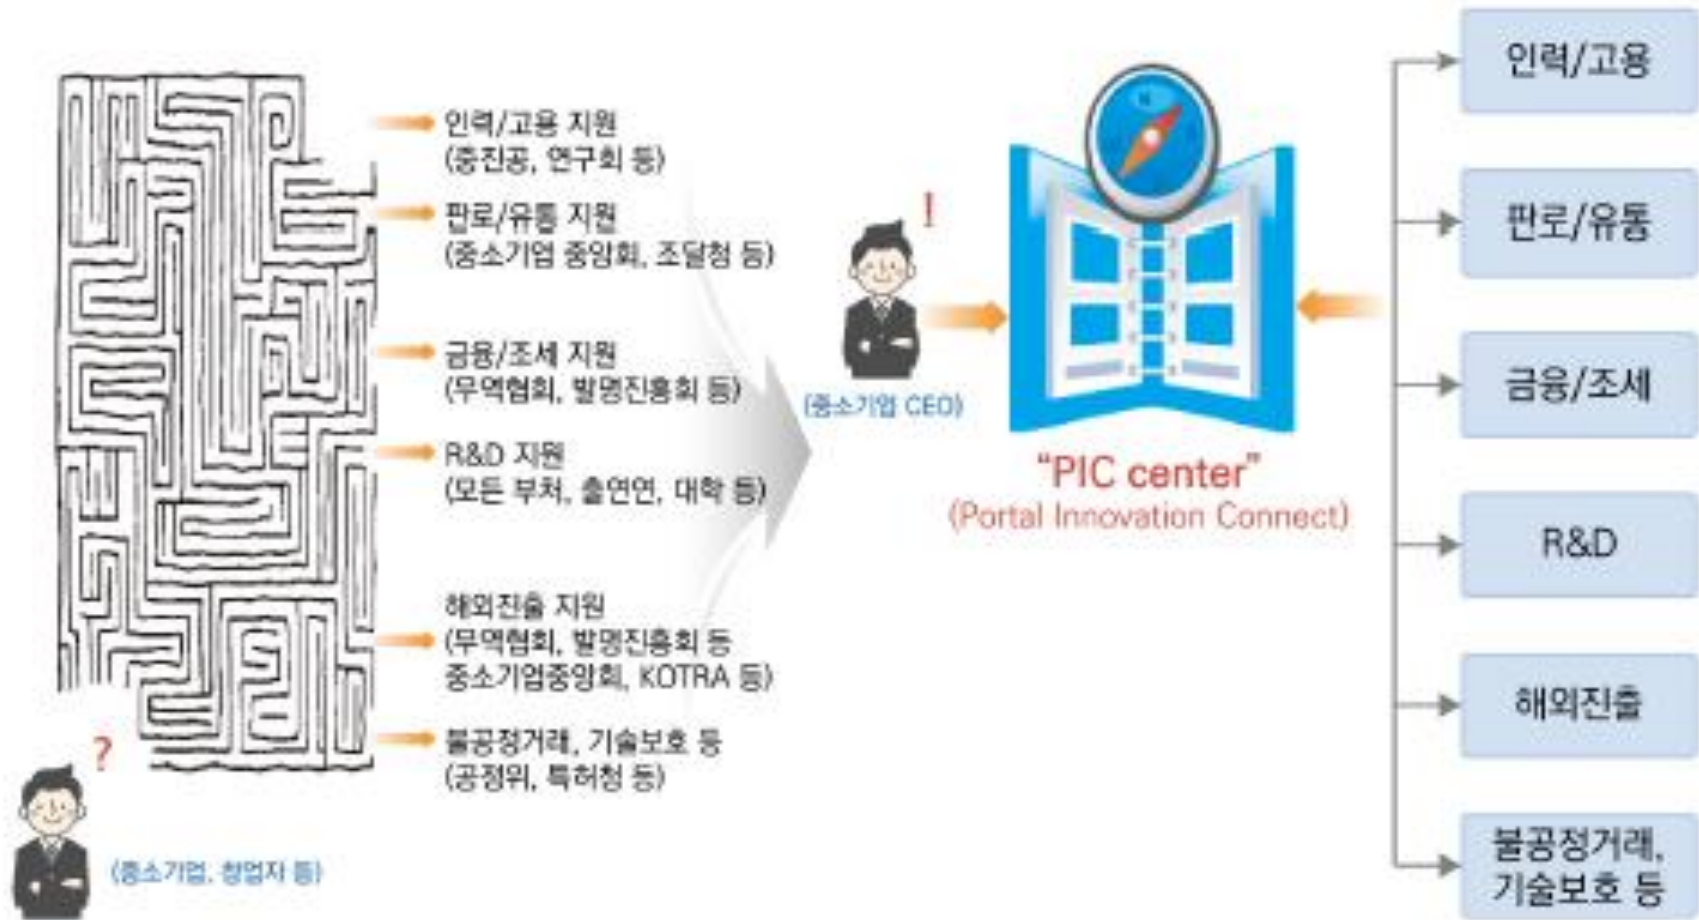 인력/고용 지원
(중진공, 연구회 등)
판로/유통 지원
(중소기업 중앙회, 조달청 등)
금융/조세 지원
(무역협회, 발명진흥회 등)
R&D 지원
(모든 부처, 출연연, 대학 등)
해외진출 지원
(무역협회, 발명진흥회 등
중소기업중앙회, KOTRA 등)
불공정거래, 기술보호 등
(공정위, 특허청 등)
?
(중소기업, 창업자 등)
!
(중소기업 CEO)
N
“PIC center”
(Portal Innovation Connect)
인력/고용
판로/유통
금융/조세
R&D
해외진출
불공정거래,
기술보호 등